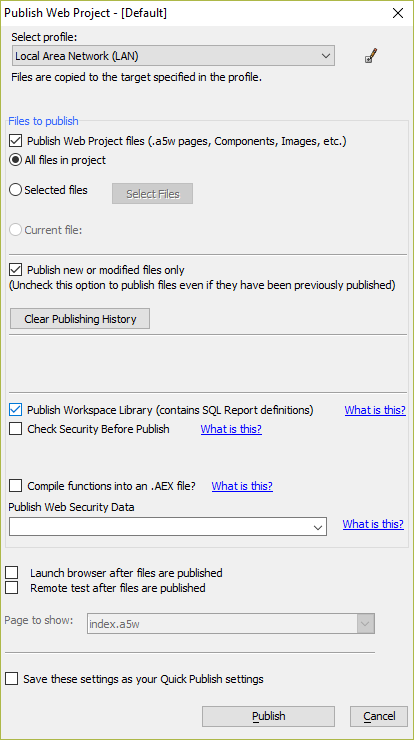 Publish Web Project - [Default]
Select profile:
Local Area Network (LAN)
Files are copied to the target specified in the profile.
Files to publish
Publish Web Project files (.a5w pages, Components, Images, etc.)
All files in project
Selected files
Select Files
Current file:
Publish new or modified files only
(Uncheck this option to publish files even if they have been previously published)
Clear Publishing History
Publish Workspace Library (contains SQL Report definitions) What is this?
Check Security Before Publish What is this?
Compile functions into an .AEX file? What is this?
Publish Web Security Data
What is this?
Launch browser after files are published
Remote test after files are published
Page to show: index.a5w
Save these settings as your Quick Publish settings
Publish Cancel